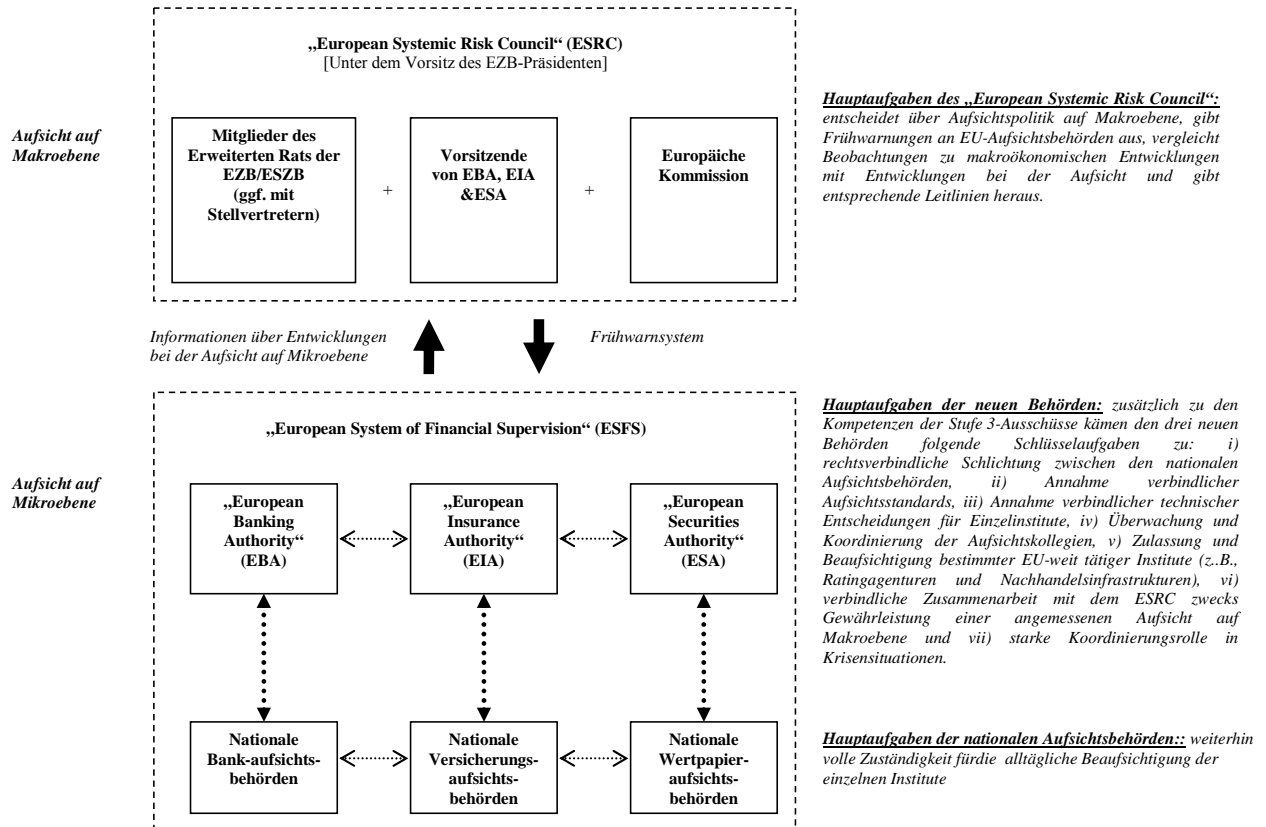 „European Systemic Risk Council“ (ESRC)
[Unter dem Vorsitz des EZB-Präsidenten]
Aufsicht auf
Makroebene
Mitglieder des
Erweiterten Rats der
EZB/ESZB
(ggf. mit
Stellvertretern)
+
Vorsitzende
von EBA, EIA
&ESA
+
Europäiche
Kommission
Hauptaufgaben des „European Systemic Risk Council“:
entscheidet über Aufsichtspolitik auf Makroebene, gibt
Frühwarnungen an EU-Aufsichtsbehörden aus, vergleicht
Beobachtungen zu makroökonomischen Entwicklungen
mit Entwicklungen bei der Aufsicht und gibt
entsprechende Leitlinien heraus.
Informationen über Entwicklungen
bei der Aufsicht auf Mikroebene
Frühwarnsystem
„European System of Financial Supervision“ (ESFS)
Aufsicht auf
Mikroebene
„European
Banking
Authority“
(EBA)
„European
Insurance
Authority“
(EIA)
„European
Securities
Authority“
(ESA)
Hauptaufgaben der neuen Behörden: zusätzlich zu den
Kompetenzen der Stufe 3-Ausschüsse kämen den drei neuen
Behörden folgende Schlüsselaufgaben zu: i)
rechtsverbindliche Schlichtung zwischen den nationalen
Aufsichtsbehörden, ii) Annahme verbindlicher
Aufsichtsstandards, iii) Annahme verbindlicher technischer
Entscheidungen für Einzelinstitute, iv) Überwachung und
Koordinierung der Aufsichtskollegien, v) Zulassung und
Beaufsichtigung bestimmter EU-weit tätiger Institute (z..B.,
Ratingagenturen und Nachhandelsinfrastrukturen), vi)
verbindliche Zusammenarbeit mit dem ESRC zwecks
Gewährleistung einer angemessenen Aufsicht auf
Makroebene und vii) starke Koordinierungsrolle in
Krisensituationen.
Nationale
Bank-aufsichts-
behörden
Nationale
Versicherungs-
aufsichts-
behörden
Nationale
Wertpapier-
aufsichts-
behörden
Hauptaufgaben der nationalen Aufsichtsbehörden:: weiterhin
volle Zuständigkeit fürdie alltägliche Beaufsichtigung der
einzelnen Institute